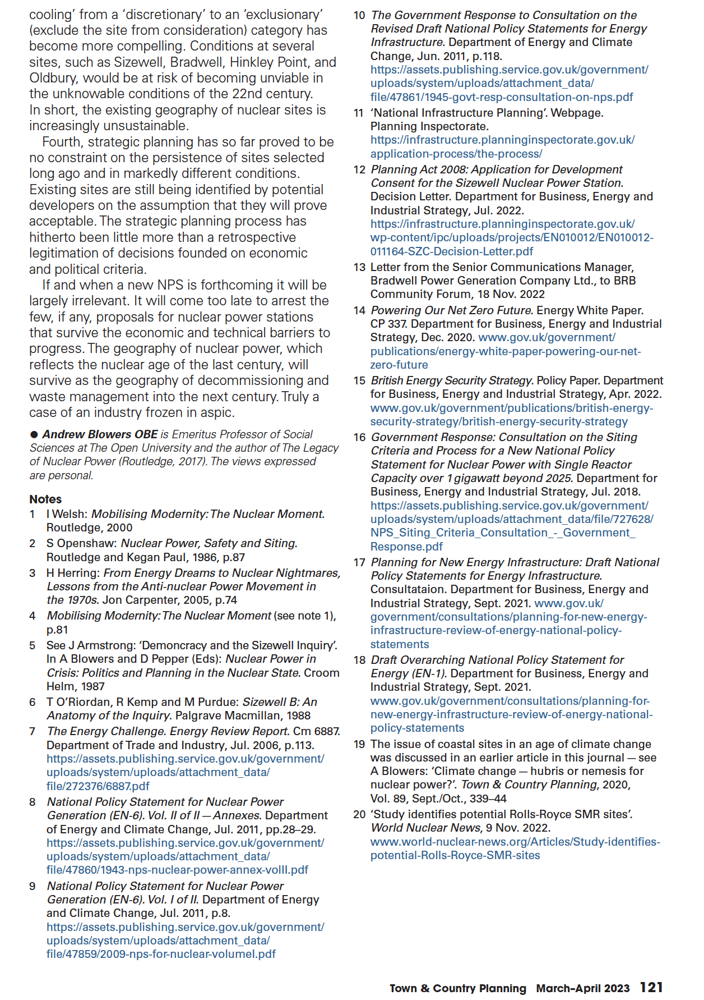 cooling’ from a ‘discretionary’ to an ‘exclusionary’
(exclude the site from consideration) category has
become more compelling. Conditions at several
sites, such as Sizewell, Bradwell, Hinkley Point, and
Oldbury, would be at risk of becoming unviable in
the unknowable conditions of the 22nd century.
In short, the existing geography of nuclear sites is
increasingly unsustainable.
Fourth, strategic planning has so far proved to be
no constraint on the persistence of sites selected
long ago and in markedly different conditions.
Existing sites are still being identified by potential
developers on the assumption that they will prove
acceptable. The strategic planning process has
hitherto been little more than a retrospective
legitimation of decisions founded on economic
and political criteria.
If and when a new NPS is forthcoming it will be
largely irrelevant. It will come too late to arrest the
few, if any, proposals for nuclear power stations
that survive the economic and technical barriers to
progress. The geography of nuclear power, which
reflects the nuclear age of the last century, will
survive as the geography of decommissioning and
waste management into the next century. Truly a
case of an industry frozen in aspic.
● Andrew Blowers OBE is Emeritus Professor of Social
Sciences at The Open University and the author of The Legacy
of Nuclear Power (Routledge, 2017). The views expressed
are personal.
Notes
1 I Welsh: Mobilising Modernity: The Nuclear Moment.
Routledge, 2000
2 S Openshaw: Nuclear Power, Safety and Siting.
Routledge and Kegan Paul, 1986, p.87
3 H Herring: From Energy Dreams to Nuclear Nightmares,
Lessons from the Anti-nuclear Power Movement in
the 1970s. Jon Carpenter, 2005, p.74
4 Mobilising Modernity: The Nuclear Moment (see note 1),
p.81
5 See J Armstrong: ‘Demoncracy and the Sizewell Inquiry’.
In A Blowers and D Pepper (Eds): Nuclear Power in
Crisis: Politics and Planning in the Nuclear State. Croom
Helm, 1987
6 T O’Riordan, R Kemp and M Purdue: Sizewell B: An
Anatomy of the Inquiry. Palgrave Macmillan, 1988
7 The Energy Challenge. Energy Review Report. Cm 6887.
Department of Trade and Industry, Jul. 2006, p.113.
https://assets.publishing.service.gov.uk/government/
uploads/system/uploads/attachment_data/
file/272376/6887.pdf
8 National Policy Statement for Nuclear Power
Generation (EN-6). Vol. II of II — Annexes. Department
of Energy and Climate Change, Jul. 2011, pp.28–29.
https://assets.publishing.service.gov.uk/government/
uploads/system/uploads/attachment_data/
file/47860/1943-nps-nuclear-power-annex-volII.pdf
9 National Policy Statement for Nuclear Power
Generation (EN-6). Vol. I of II. Department of Energy
and Climate Change, Jul. 2011, p.8.
https://assets.publishing.service.gov.uk/government/
uploads/system/uploads/attachment_data/
file/47859/2009-nps-for-nuclear-volumeI.pdf
10 The Government Response to Consultation on the
Revised Draft National Policy Statements for Energy
Infrastructure. Department of Energy and Climate
Change, Jun. 2011, p.118.
https://assets.publishing.service.gov.uk/government/
uploads/system/uploads/attachment_data/
file/47861/1945-govt-resp-consultation-on-nps.pdf
11 ‘National Infrastructure Planning’. Webpage.
Planning Inspectorate.
https://infrastructure.planninginspectorate.gov.uk/
application-process/the-process/
12 Planning Act 2008: Application for Development
Consent for the Sizewell Nuclear Power Station.
Decision Letter. Department for Business, Energy and
Industrial Strategy, Jul. 2022.
https://infrastructure.planninginspectorate.gov.uk/
wp-content/ipc/uploads/projects/EN010012/EN010012-
011164-SZC-Decision-Letter.pdf
13 Letter from the Senior Communications Manager,
Bradwell Power Generation Company Ltd., to BRB
Community Forum, 18 Nov. 2022
14 Powering Our Net Zero Future. Energy White Paper.
CP 337. Department for Business, Energy and Industrial
Strategy, Dec. 2020. www.gov.uk/government/
publications/energy-white-paper-powering-our-net-
zero-future
15 British Energy Security Strategy. Policy Paper. Department
for Business, Energy and Industrial Strategy, Apr. 2022.
www.gov.uk/government/publications/british-energy-
security-strategy/british-energy-security-strategy
16 Government Response: Consultation on the Siting
Criteria and Process for a New National Policy
Statement for Nuclear Power with Single Reactor
Capacity over 1 gigawatt beyond 2025. Department for
Business, Energy and Industrial Strategy, Jul. 2018.
https://assets.publishing.service.gov.uk/government/
uploads/system/uploads/attachment_data/file/727628/
NPS_Siting_Criteria_Consultation_-_Government_
Response.pdf
17 Planning for New Energy Infrastructure: Draft National
Policy Statements for Energy Infrastructure.
Consultataion. Department for Business, Energy and
Industrial Strategy, Sept. 2021. www.gov.uk/
government/consultations/planning-for-new-energy-
infrastructure-review-of-energy-national-policy-
statements
18 Draft Overarching National Policy Statement for
Energy (EN-1). Department for Business, Energy and
Industrial Strategy, Sept. 2021.
www.gov.uk/government/consultations/planning-for-
new-energy-infrastructure-review-of-energy-national-
policy-statements
19 The issue of coastal sites in an age of climate change
was discussed in an earlier article in this journal — see
A Blowers: ‘Climate change — hubris or nemesis for
nuclear power?’. Town & Country Planning, 2020,
Vol. 89, Sept./Oct., 339–44
20 ‘Study identifies potential Rolls-Royce SMR sites’.
World Nuclear News, 9 Nov. 2022.
www.world-nuclear-news.org/Articles/Study-identifies-
potential-Rolls-Royce-SMR-sites
Town & Country Planning March–April 2023 121